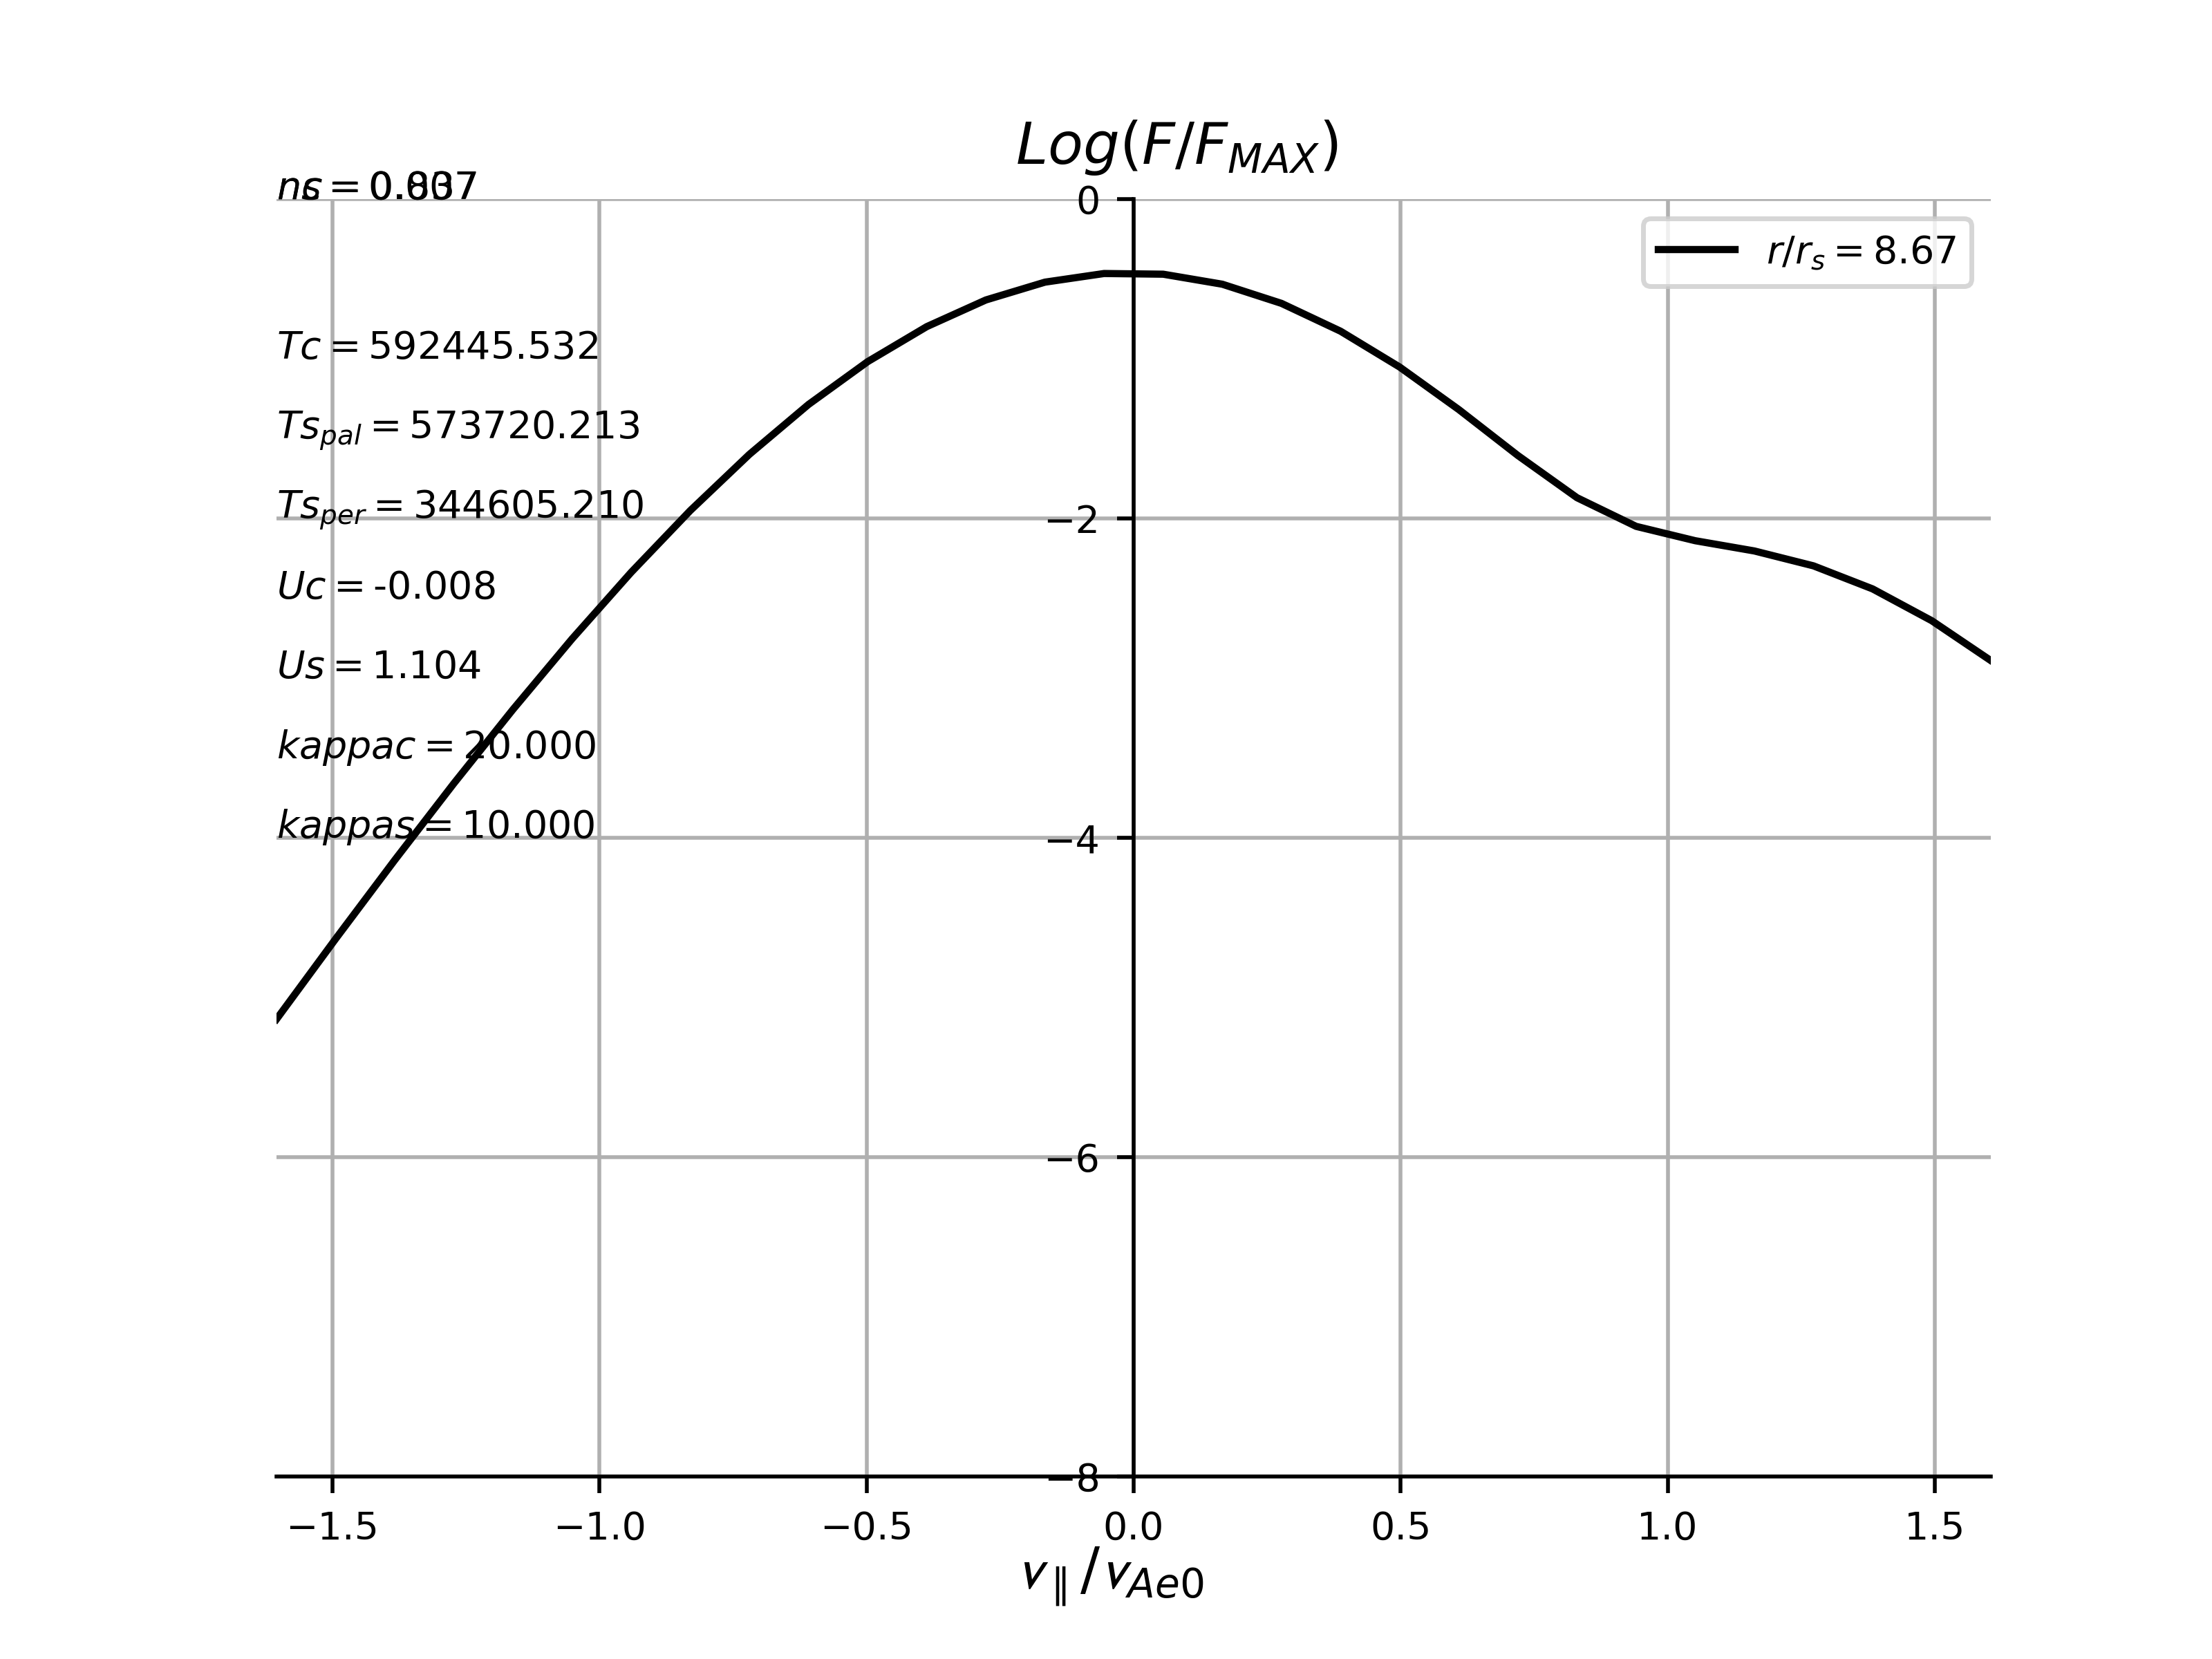 Log(F/F_MAX)
0
r/r_s = 8.67
Tc = 592445.532
Ts_pal = 573720.213
Ts_per = 344605.210
−2
Uc = -0.008
Us = 1.104
kappac = 20.000
kappas = 10.000
−4
−6
−8
−1.5 −1.0 −0.5 0.0 0.5 1.0 1.5
v_∥/v_Ae0